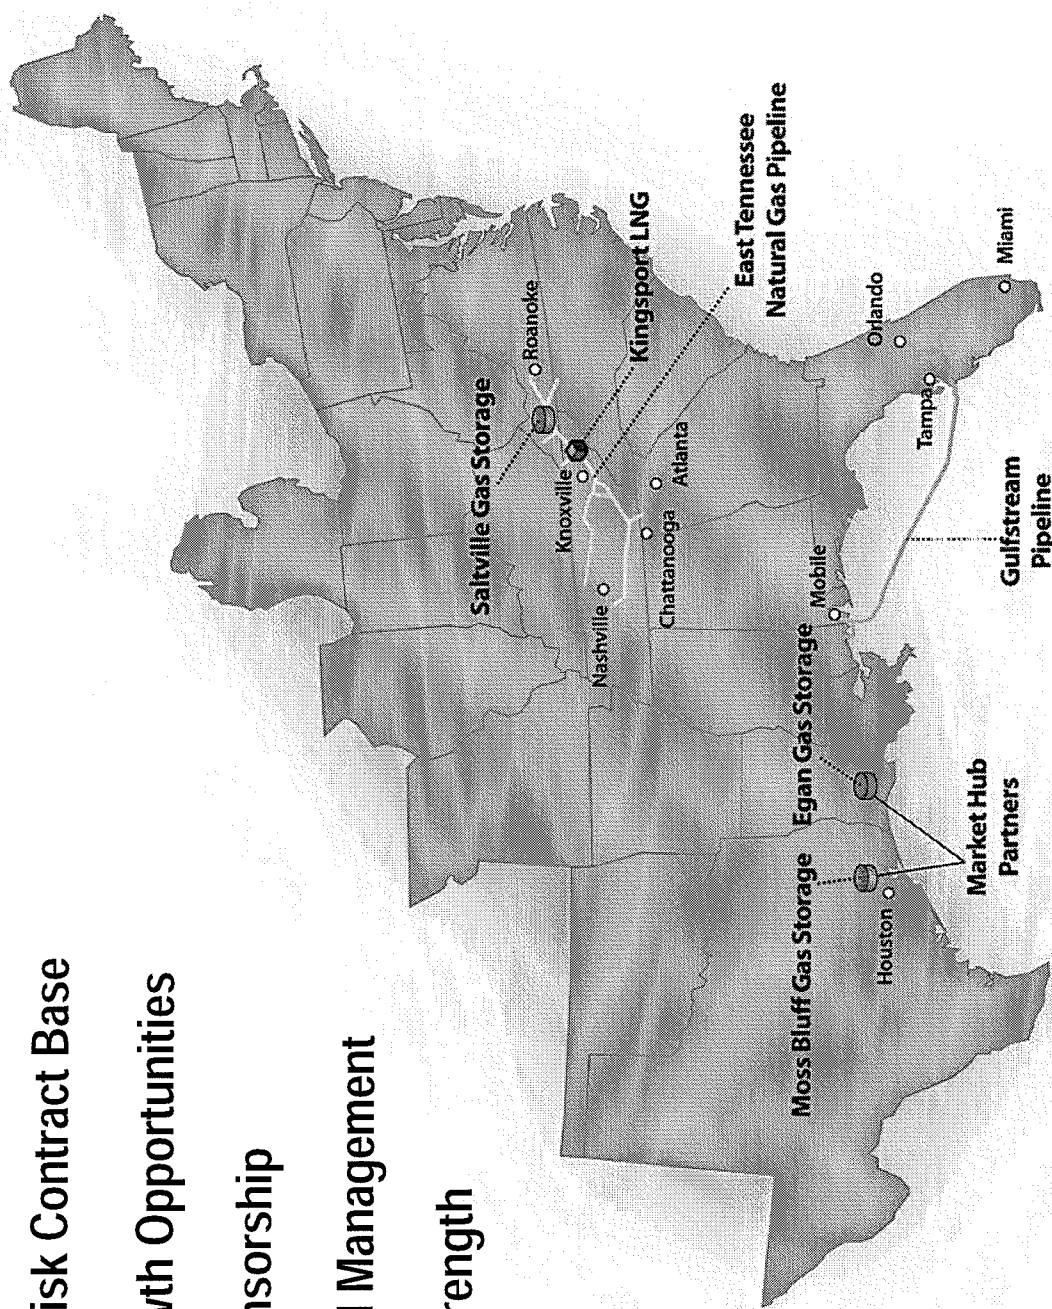 isk Contract Base
wth Opportunities
nsorship
l Management
rength
Saltville Gas Storage
Roanoke
Kingsport LNG
East Tennessee
Natural Gas Pipeline
Knoxville
Nashville
Chattanooga
Atlanta
Orlando
Miami
Tampa
Mobile
Gulfstream
Pipeline
Egan Gas Storage
Moss Bluff Gas Storage
Houston
Market Hub
Partners